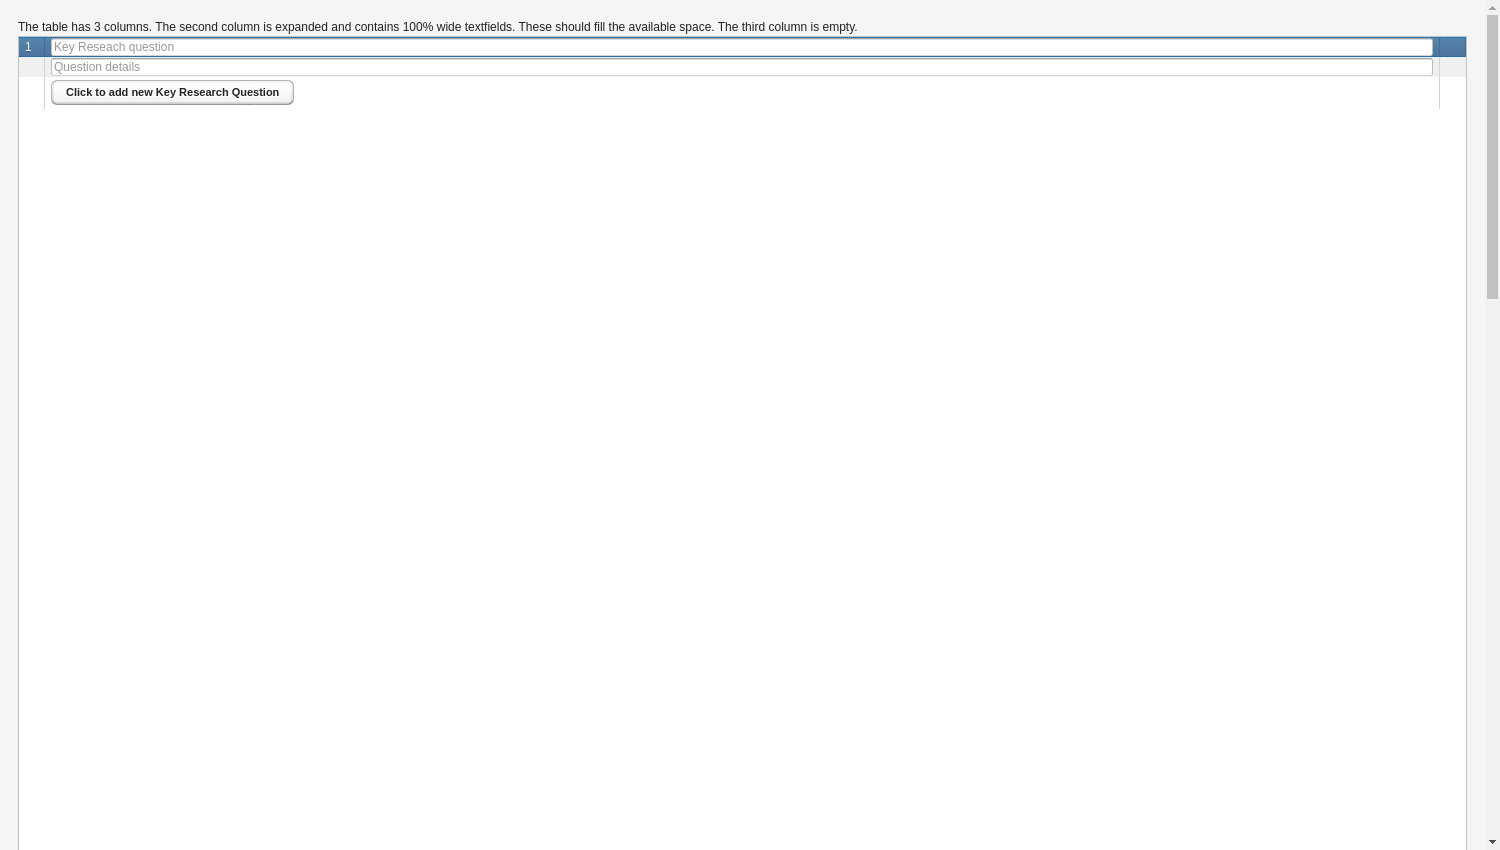 The table has 3 columns. The second column is expanded and contains 100% wide textfields. These should fill the available space. The third column is empty.
1 Key Reseach question
Question details
Click to add new Key Research Question